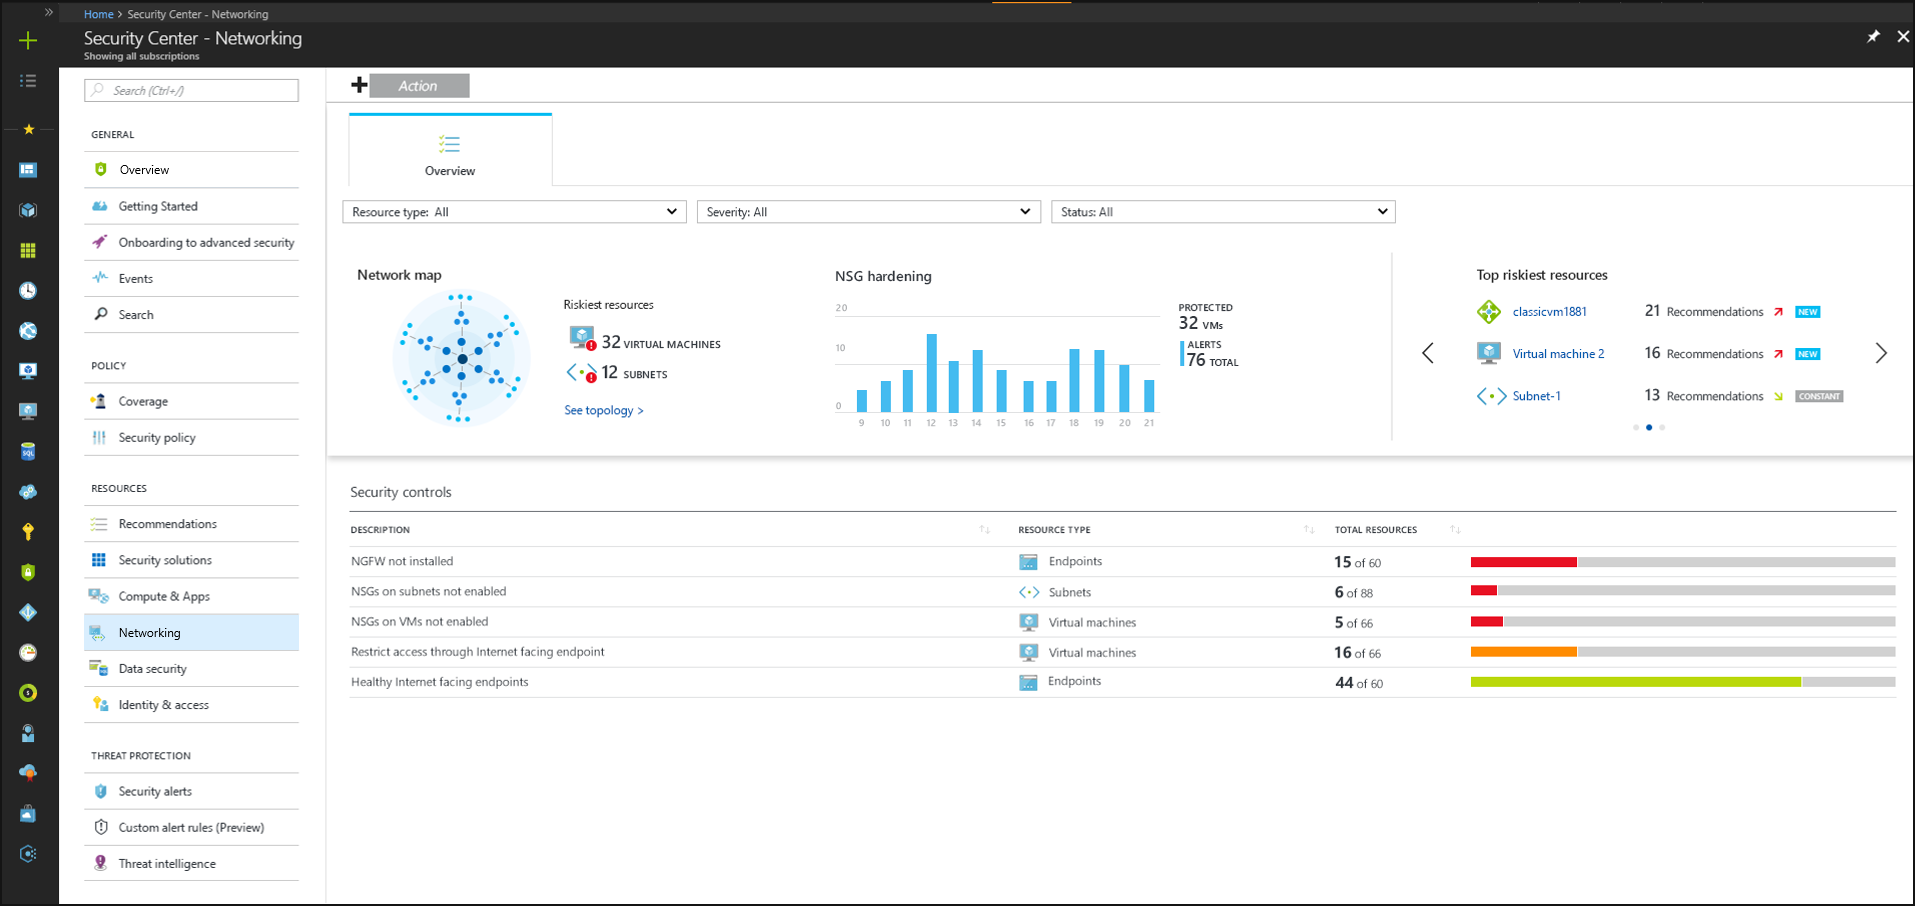 » Home > Security Center - Networking
Security Center - Networking
Showing all subscriptions
Search (Ctrl+/)
GENERAL
Overview
Getting Started
Onboarding to advanced security
Events
Search
POLICY
Coverage
Security policy
RESOURCES
Recommendations
Security solutions
Compute & Apps
Networking
Data security
Identity & access
THREAT PROTECTION
Security alerts
Custom alert rules (Preview)
Threat intelligence
SQL
Action
Overview
Resource type: All
Severity: All
Status: All
Network map
Riskiest resources
32 VIRTUAL MACHINES
12 SUBNETS
See topology >
NSG hardening
20
10
0
9 10 11 12 13 14 15 16 17 18 19 20 21
PROTECTED
32 VMs
ALERTS
76 TOTAL
Top riskiest resources
classicvm1881 21 Recommendations NEW
Virtual machine 2 16 Recommendations NEW
Subnet-1 13 Recommendations CONSTANT
Security controls
DESCRIPTION RESOURCE TYPE TOTAL RESOURCES
NGFW not installed Endpoints 15 of 60
NSGs on subnets not enabled Subnets 6 of 88
NSGs on VMs not enabled Virtual machines 5 of 66
Restrict access through Internet facing endpoint Virtual machines 16 of 66
Healthy Internet facing endpoints Endpoints 44 of 60